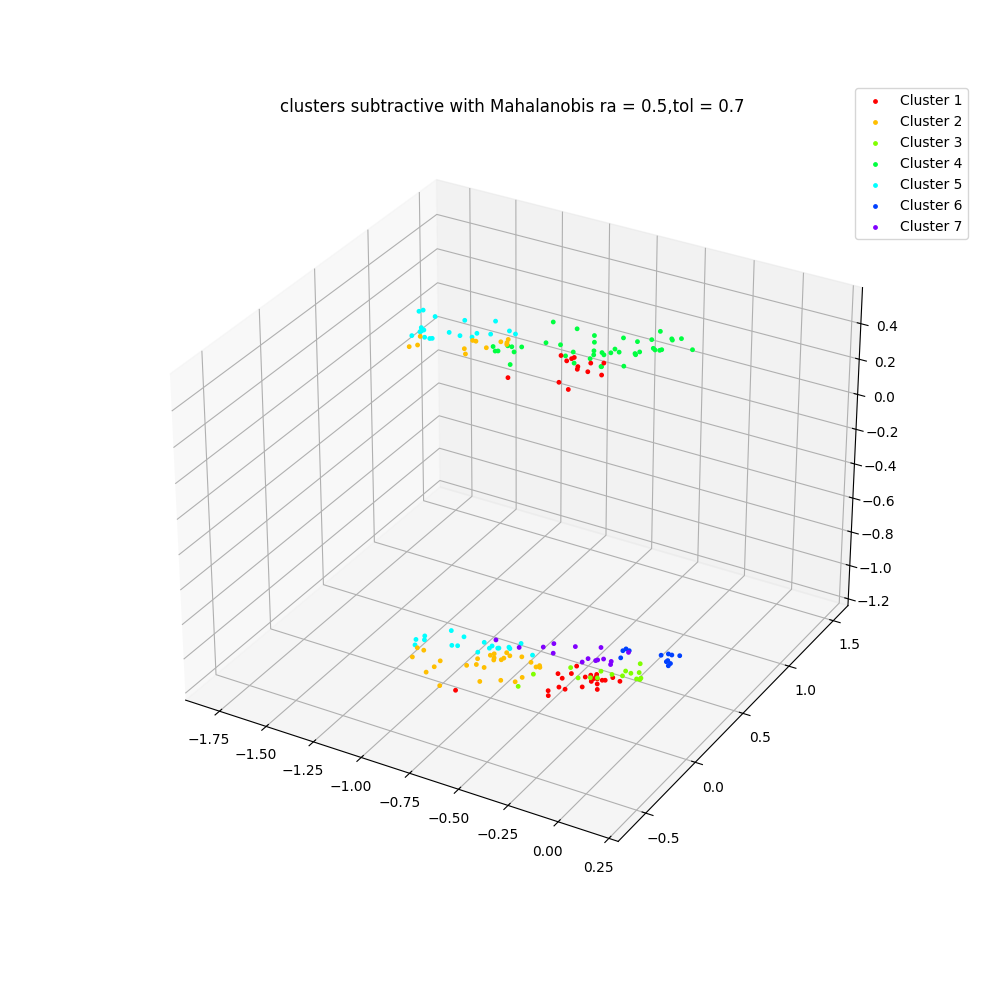 clusters subtractive with Mahalanobis ra = 0.5,tol = 0.7
Cluster 1
Cluster 2
Cluster 3
Cluster 4
Cluster 5
Cluster 6
Cluster 7
0.4
0.2
0.0
−0.2
−0.4
−0.6
−0.8
−1.0
−1.2
1.5
1.0
0.5
0.0
−0.5
−1.75
−1.50
−1.25
−1.00
−0.75
−0.50
−0.25
0.00
0.25